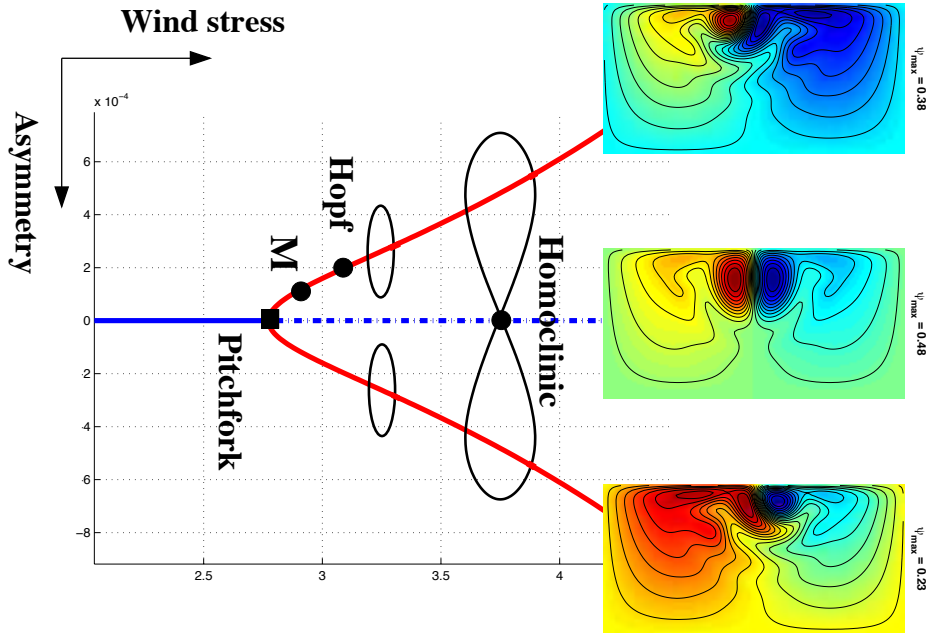 Wind stress
Asymmetry
x 10⁻⁴
6
4
2
0
−2
−4
−6
−8
2.5
3
3.5
4
Pitchfork
M
Hopf
Homoclinic
ψmax = 0.38
ψmax = 0.48
ψmax = 0.23